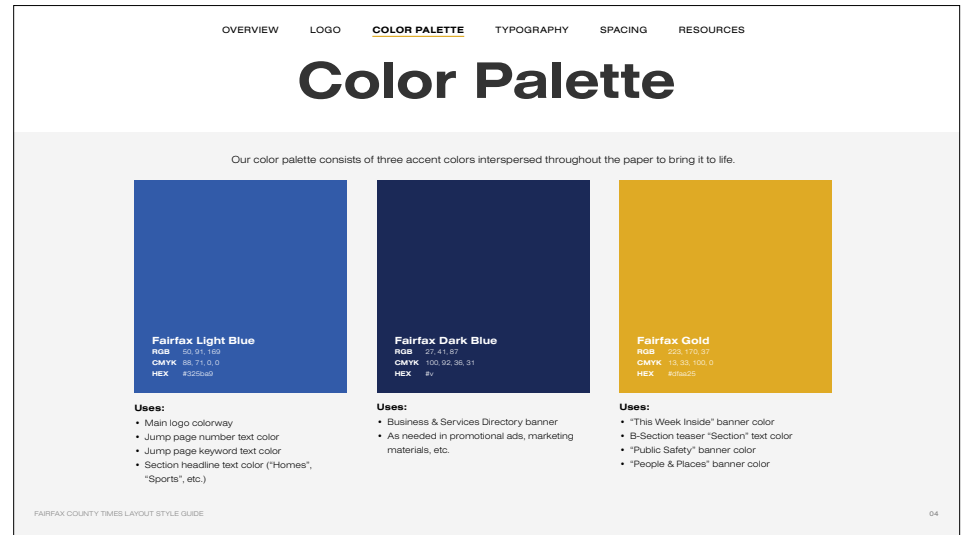 OVERVIEW LOGO COLOR PALETTE TYPOGRAPHY SPACING RESOURCES
Color Palette
Our color palette consists of three accent colors interspersed throughout the paper to bring it to life.
Fairfax Light Blue
RGB 50, 91, 169
CMYK 88, 71, 0, 0
HEX #325ba9
Uses:
• Main logo colorway
• Jump page number text color
• Jump page keyword text color
• Section headline text color (“Homes”,
“Sports”, etc.)
Fairfax Dark Blue
RGB 27, 41, 87
CMYK 100, 92, 36, 31
HEX #v
Uses:
• Business & Services Directory banner
• As needed in promotional ads, marketing
materials, etc.
Fairfax Gold
RGB 223, 170, 37
CMYK 13, 33, 100, 0
HEX #dfaa25
Uses:
• “This Week Inside” banner color
• B-Section teaser “Section” text color
• “Public Safety” banner color
• “People & Places” banner color
FAIRFAX COUNTY TIMES LAYOUT STYLE GUIDE
04